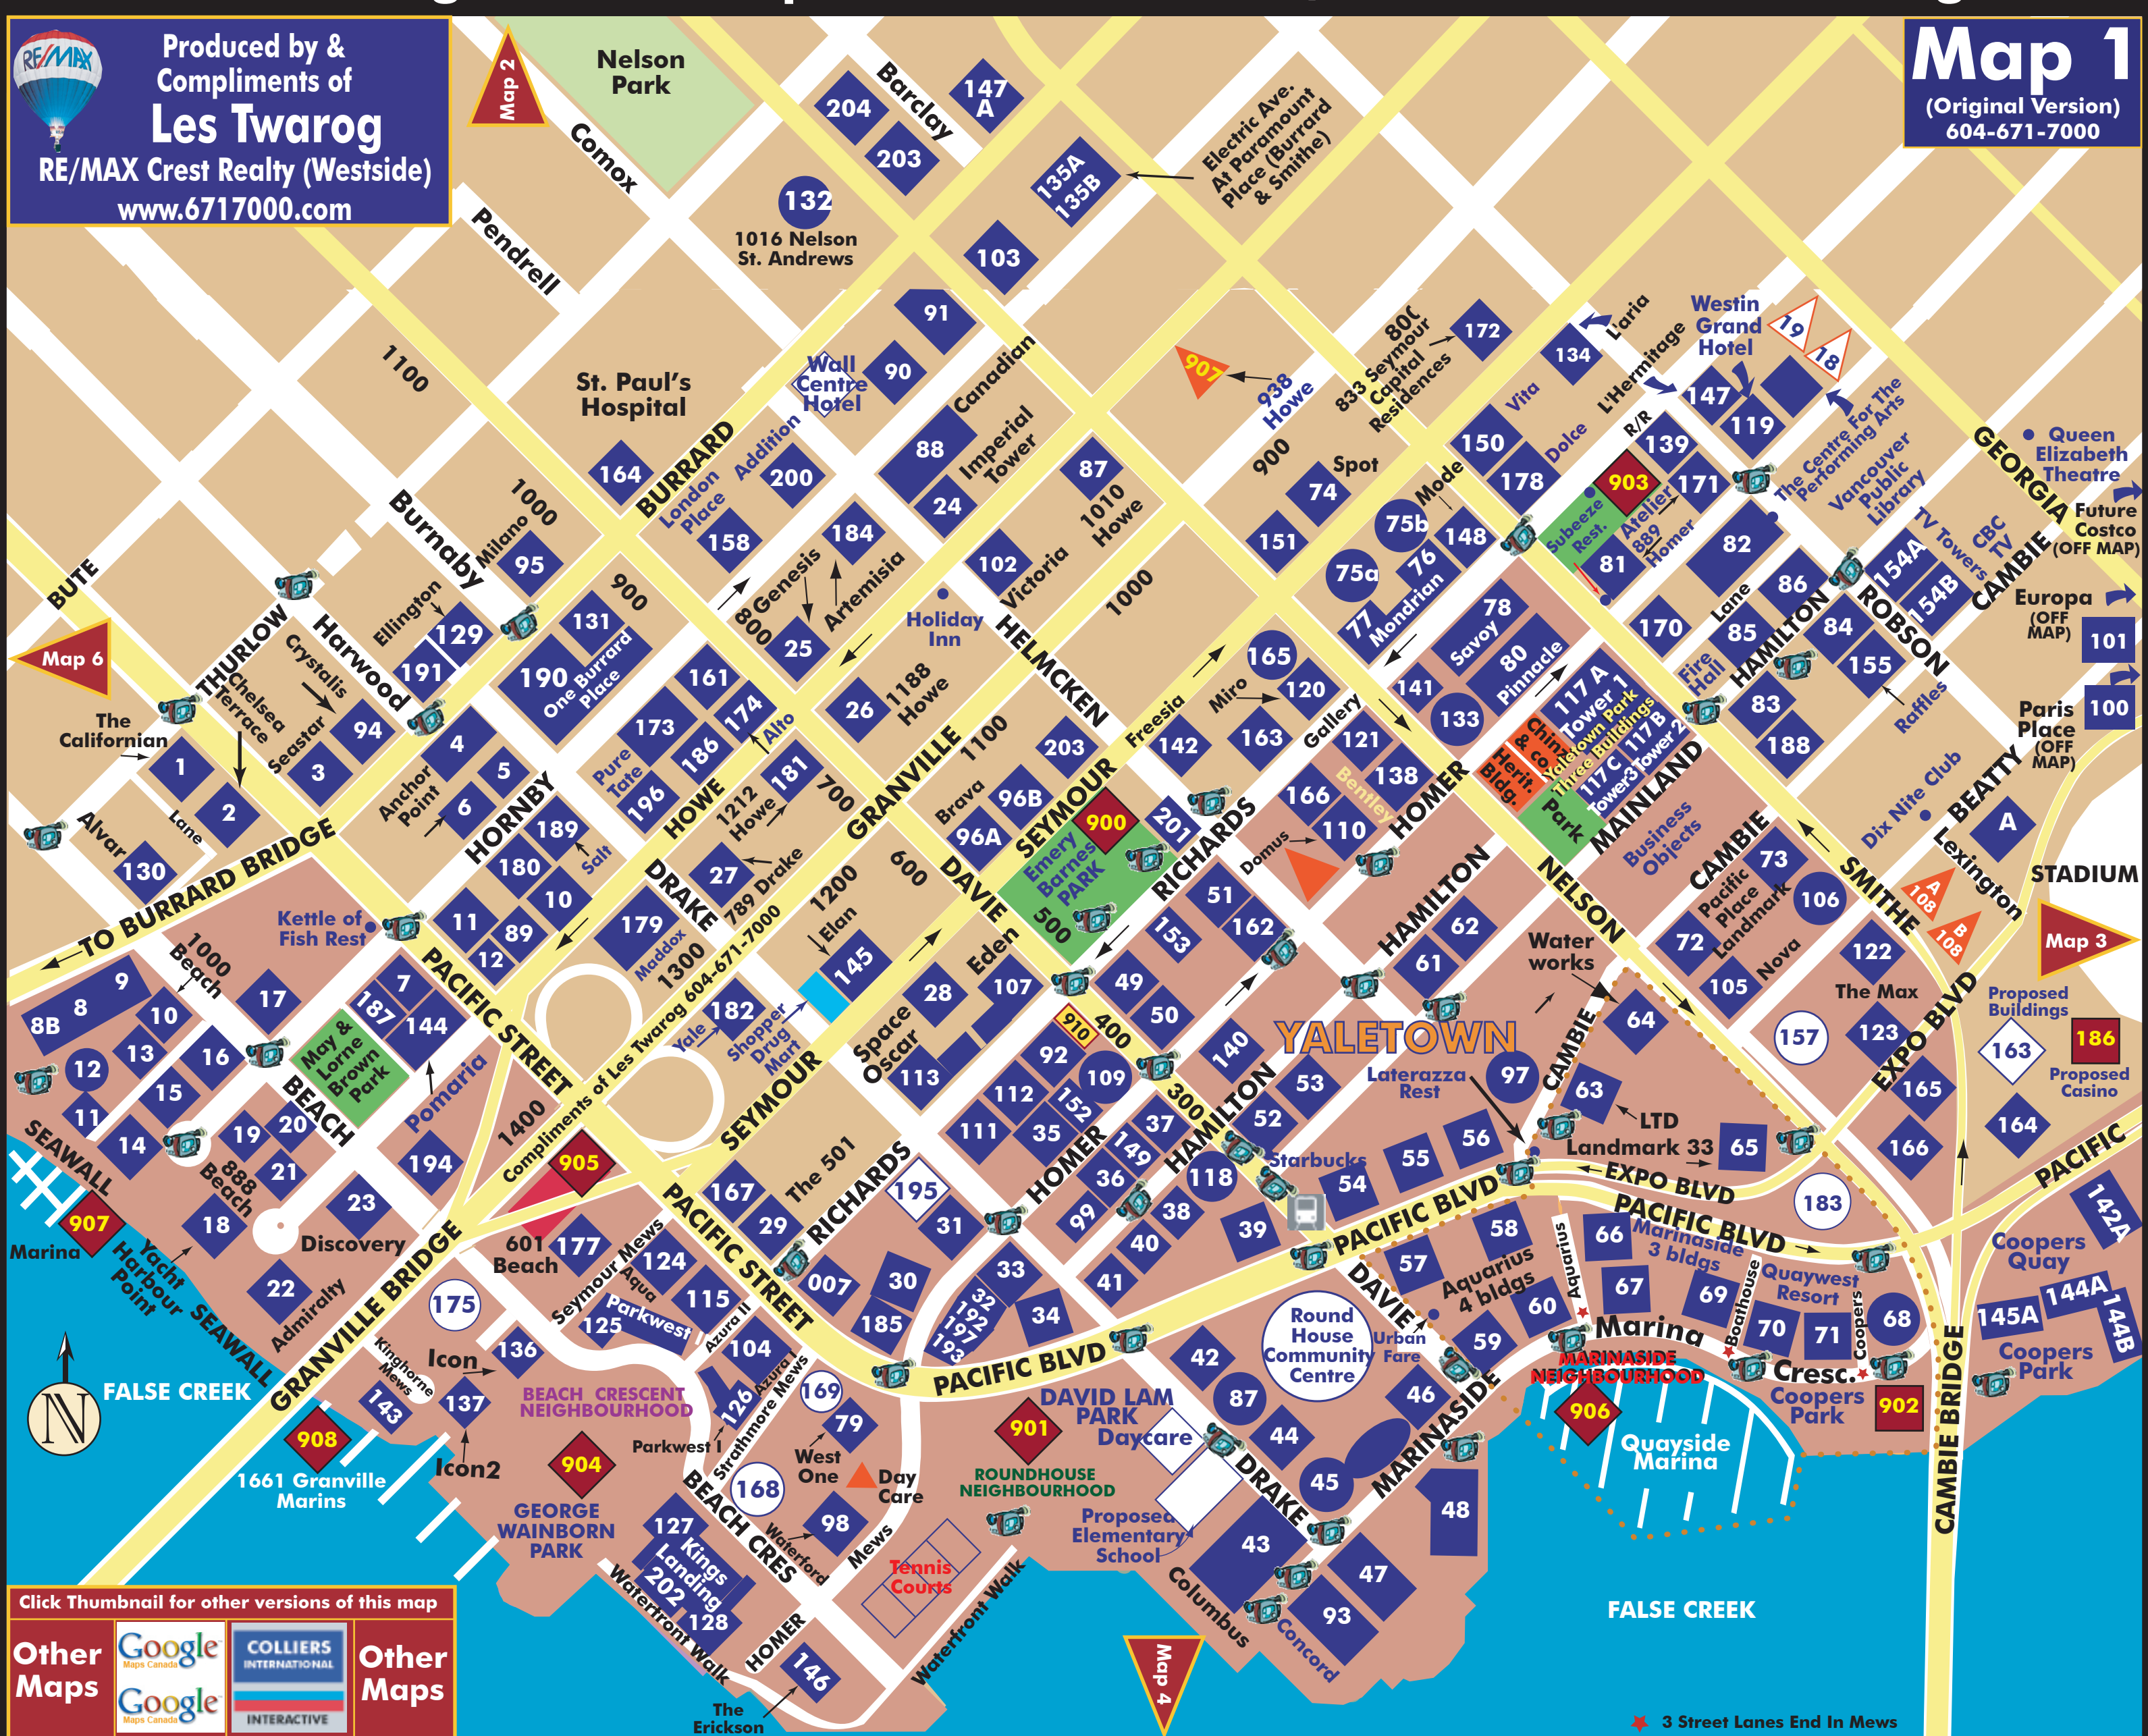 Produced by &
Compliments of
Les Twarog
RE/MAX Crest Realty (Westside)
www.6717000.com
RE/MAX
Map 2
Nelson
Park
Map 1
(Original Version)
604-671-7000
Comox
Barclay
204
203
147
A
132
1016 Nelson
St. Andrews
135A
135B
Electric Ave.
At Paramount
Place (Burrard
& Smithe)
103
Pendrell
1100
St. Paul's
Hospital
91
90
Wall
Centre
Hotel
Canadian
88
Imperial
Tower
24
87
1010
Howe
907
938
Howe
900
833 Seymour
Capital
Residences
172
134
L'aria
L'Hermitage
Westin
Grand
Hotel
19
18
147
119
R/R
139
Vita
150
Dolce
178
903
171
Subeeze
Rest.
Atelier
889
Homer
81
82
The Centre For The
Performing Arts
Vancouver
Public
Library
GEORGIA
Queen
Elizabeth
Theatre
Future
Costco
(OFF MAP)
TV Towers
CBC
TV
154A
154B
CAMBIE
Europa
(OFF
MAP)
101
100
Paris
Place
(OFF
MAP)
164
BURRARD
London
Place
Addition
200
158
184
Genesis
Artemisia
800
25
102
Victoria
1000
Holiday
Inn
HELMCKEN
Spot
74
75b
Mode
151
75a
76
148
77
Mondrian
78
Savoy
80
Pinnacle
170
85
Lane
86
Fire
Hall
HAMILTON
ROBSON
84
155
Raffles
83
188
BUTE
Map 6
THURLOW
Harwood
Burnaby
Milano
1000
95
Ellington
129
191
131
900
190
One Burrard
Place
Crystalis
Chelsea
Terrace
Seastar
94
3
The
Californian
1
2
Lane
Alvar
130
TO BURRARD BRIDGE
4
5
6
Anchor
Point
HORNBY
161
173
174
186
196
Pure
Tate
Alto
HOWE
1212
Howe
181
700
26
1188
Howe
GRANVILLE
1100
165
Miro
120
142
163
Freesia
Gallery
121
141
133
138
Bentley
166
110
Domus
HOMER
203
Brava
96B
96A
SEYMOUR
900
Emery
Barnes
PARK
201
RICHARDS
117 A
Tower 1
Yaletown Park
Three Buildings
117 B
Tower 2
117 C
Tower3
Chinz
& co.
Herit.
Bldg.
Park
MAINLAND
Business
Objects
CAMBIE
73
Pacific
Place
Landmark
106
72
105
Nova
Dix Nite Club
BEATTY
Lexington
A
SMITHE
STADIUM
A
108
B
108
Map 3
Kettle of
Fish Rest
11
89
12
10
180
189
Salt
DRAKE
27
789 Drake
179
Maddox
1300
1200
Elan
145
600
DAVIE
500
Eden
28
107
51
162
153
49
50
HAMILTON
62
61
NELSON
Water
works
64
122
The Max
157
123
EXPO BLVD
Proposed
Buildings
163
186
Proposed
Casino
165
166
164
1000
Beach
9
8
8B
10
17
7
187
144
May &
Lorne
Brown
Park
PACIFIC STREET
Compliments of Les Twarog 604-671-7000
182
Yale
Shopper
Drug
Mart
Space
Oscar
113
910
400
92
109
112
152
111
35
140
300
YALETOWN
53
Laterazza
Rest
97
CAMBIE
63
LTD
Landmark 33
65
12
13
16
15
11
14
19
20
21
BEACH
Pomaria
194
1400
SEYMOUR
SEAWALL
907
Marina
Yacht
Harbour
Point
888
Beach
18
23
Discovery
22
Admiralty
SEAWALL
905
601
Beach
177
Seymour Mews
167
29
The 501
RICHARDS
195
31
HOMER
37
149
36
99
38
40
41
HAMILTON
52
118
Starbucks
54
55
56
39
PACIFIC BLVD
EXPO BLVD
PACIFIC BLVD
183
PACIFIC
142A
Coopers
Quay
144A
145A
144B
Coopers
Park
GRANVILLE BRIDGE
175
Kinghorne
Mews
Icon
136
137
143
Icon2
124
Aqua
115
Parkwest
125
Azura II
104
Azura I
PACIFIC STREET
007
30
185
33
32
192
197
193
34
PACIFIC BLVD
Round
House
Community
Centre
DAVIE
Urban
Fare
57
58
Aquarius
4 bldgs
60
59
Aquarius
66
Marinaside
3 bldgs
67
69
Boathouse
Quaywest
Resort
70
71
Coopers
68
Marina
Cresc.
MARINASIDE
NEIGHBOURHOOD
Coopers
Park
902
906
Quayside
Marina
CAMBIE BRIDGE
N
FALSE CREEK
908
1661 Granville
Marins
BEACH CRESCENT
NEIGHBOURHOOD
904
GEORGE
WAINBORN
PARK
126
Parkwest I
Strathmore Mews
169
79
West
One
Day
Care
168
98
Waterford
Mews
BEACH CRES
901
ROUNDHOUSE
NEIGHBOURHOOD
DAVID LAM
PARK
Daycare
42
87
44
45
46
MARINASIDE
48
DRAKE
43
47
93
Proposed
Elementary
School
Columbus
Concord
Tennis
Courts
Waterfront Walk
127
Kings
Landing
202
128
Waterfront Walk
HOMER
146
The
Erickson
Map 4
FALSE CREEK
3 Street Lanes End In Mews
Click Thumbnail for other versions of this map
Other
Maps
Google
Maps Canada
Google
Maps Canada
COLLIERS
INTERNATIONAL
INTERACTIVE
Other
Maps